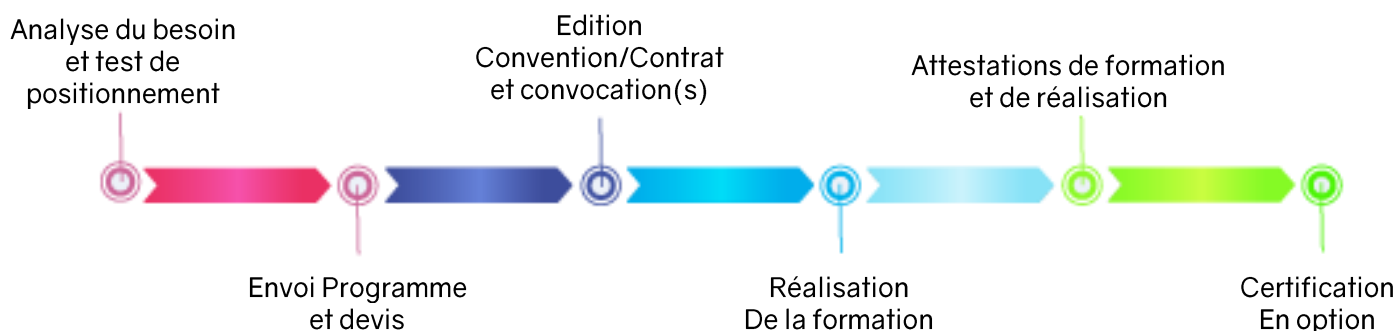 Analyse du besoin
et test de
positionnement
Envoi Programme
et devis
Edition
Convention/Contrat
et convocation(s)
Réalisation
De la formation
Attestations de formation
et de réalisation
Certification
En option